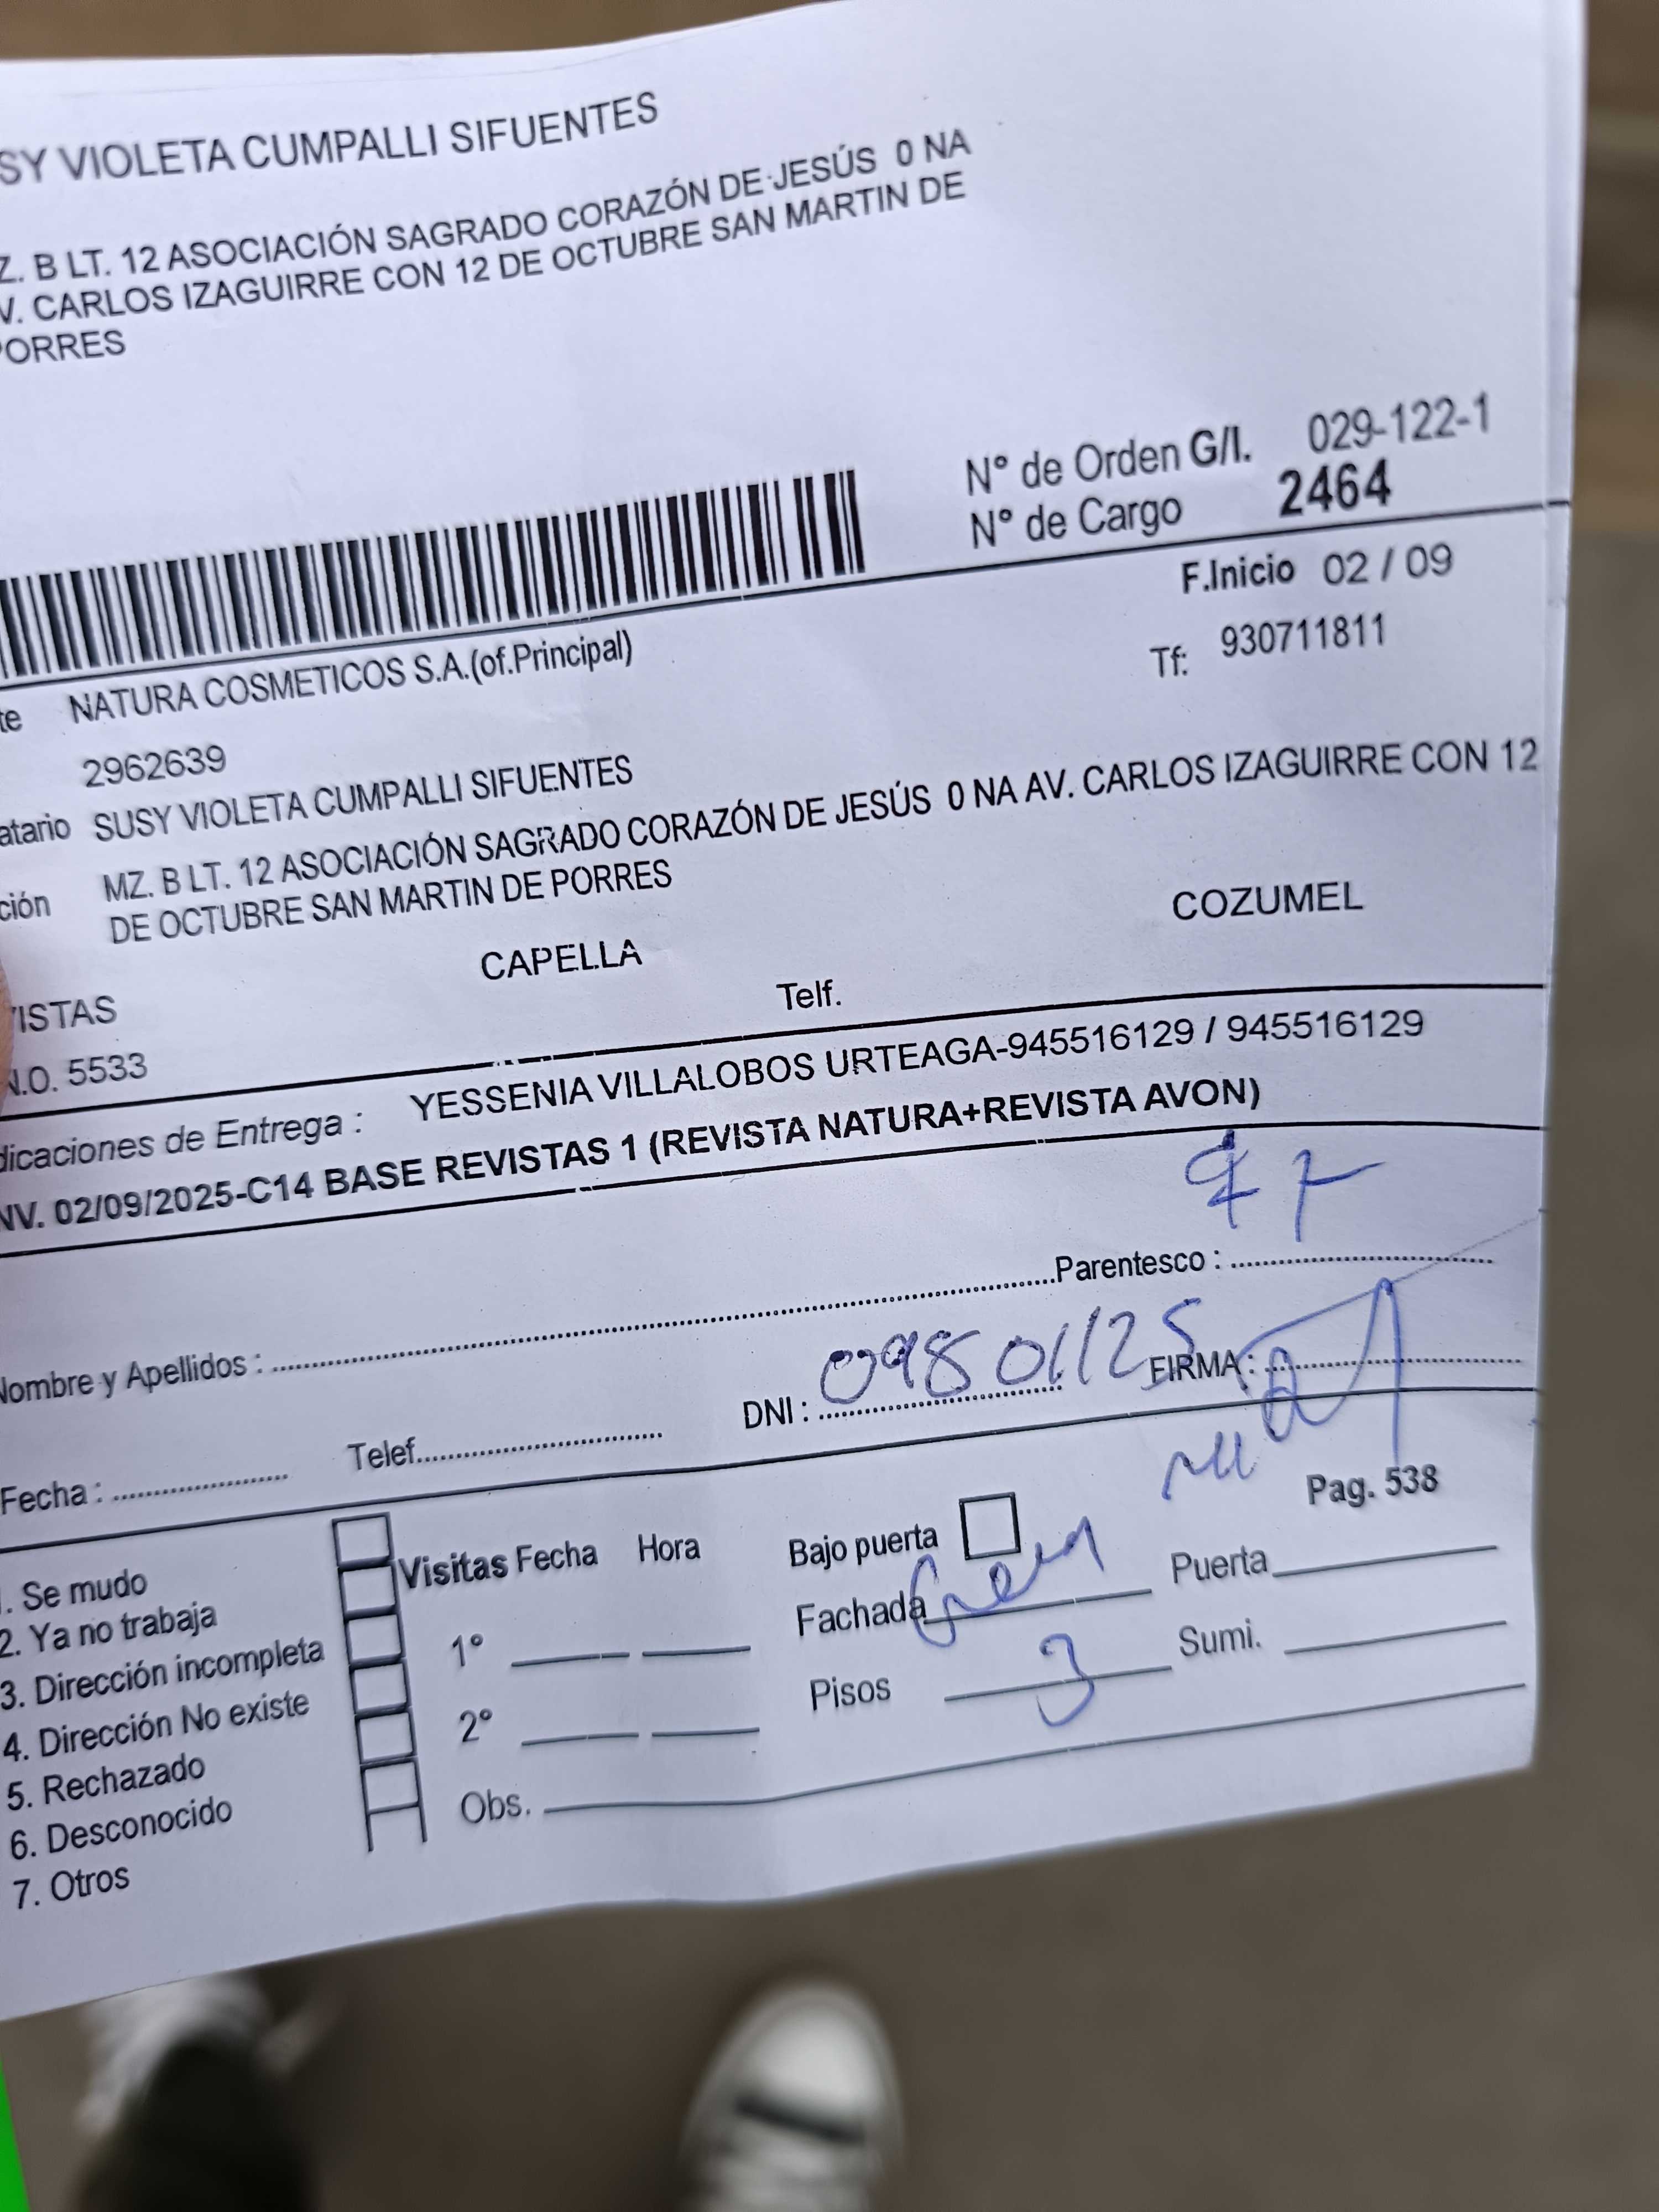 SY VIOLETA CUMPALLI SIFUENTES
Z. B LT. 12 ASOCIACIÓN SAGRADO CORAZÓN DE JESÚS 0 NA
V. CARLOS IZAGUIRRE CON 12 DE OCTUBRE SAN MARTIN DE
PORRES
N° de Orden G/I. 029-122-1
N° de Cargo 2464
F.Inicio 02 / 09
te NATURA COSMETICOS S.A.(of.Principal) Tf: 930711811
2962639
atario SUSY VIOLETA CUMPALLI SIFUENTES
ción MZ. B LT. 12 ASOCIACIÓN SAGRADO CORAZÓN DE JESÚS 0 NA AV. CARLOS IZAGUIRRE CON 12
DE OCTUBRE SAN MARTIN DE PORRES
CAPELLA COZUMEL
ISTAS
N.O. 5533 Telf.
dicaciones de Entrega : YESSENIA VILLALOBOS URTEAGA-945516129 / 945516129
NV. 02/09/2025-C14 BASE REVISTAS 1 (REVISTA NATURA+REVISTA AVON)
Nombre y Apellidos : Parentesco :
Fecha : Telef. DNI : 09801125 FIRMA :
Pag. 538
1. Se mudo
2. Ya no trabaja
3. Dirección incompleta
4. Dirección No existe
5. Rechazado
6. Desconocido
7. Otros
Visitas Fecha Hora
1°
2°
Obs.
Bajo puerta
Fachada Puerta
Pisos 3 Sumi.